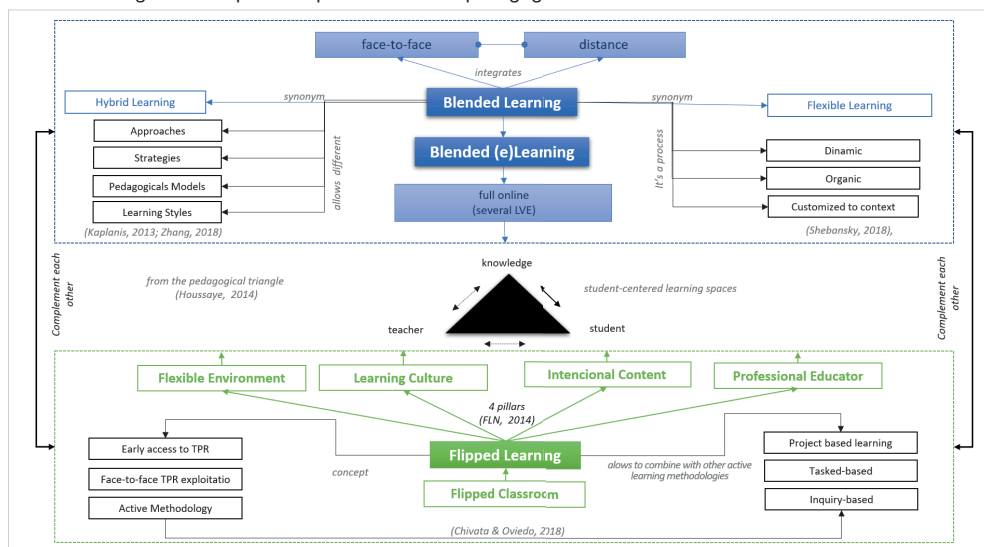 face-to-face
distance
integrates
Hybrid Learning
synonym
Blended Learning
synonym
Flexible Learning
Approaches
Strategies
Pedagogicals Models
Learning Styles
allows different
(Kaplanis, 2013; Zhang, 2018)
Blended (e)Learning
full online
(several LVE)
It's a process
Dinamic
Organic
Customized to context
(Shebansky, 2018),
Complement each
other
Complement each
other
from the pedagogical triangle
(Houssaye, 2014)
knowledge
student-centered learning spaces
teacher
student
Flexible Environment
Learning Culture
Intencional Content
Professional Educator
4 pillars
(FLN, 2014)
Early access to TPR
Face-to-face TPR exploitatio
Active Methodology
concept
Flipped Learning
Flipped Classroom
alows to combine with other active
learning methodologies
Project based learning
Tasked-based
Inquiry-based
(Chivata & Oviedo, 2018)